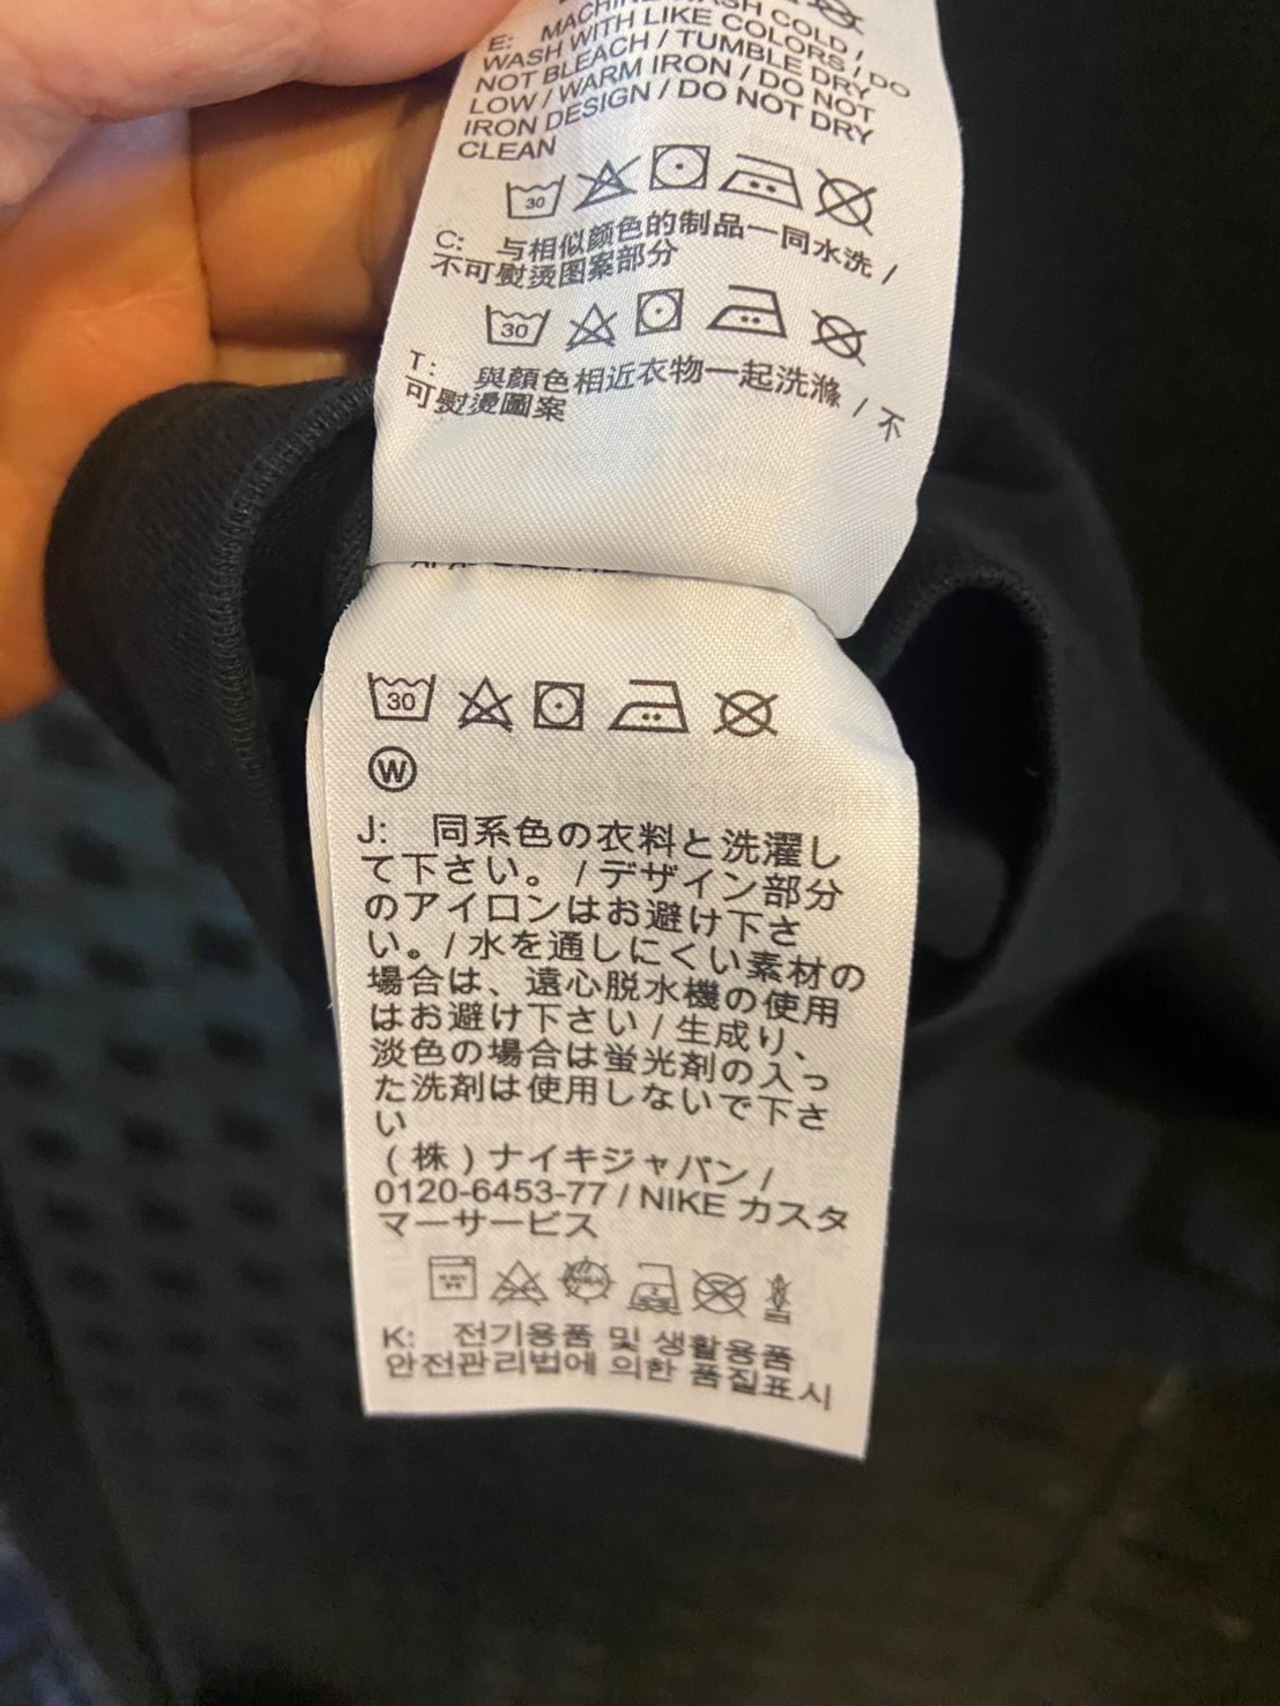 E: MACHINE WASH COLD /
WASH WITH LIKE COLORS / DO
NOT BLEACH / TUMBLE DRY
LOW / WARM IRON / DO NOT
IRON DESIGN / DO NOT DRY
CLEAN
30
C: 与相似颜色的制品一同水洗 /
不可熨烫图案部分
30
T: 與顏色相近衣物一起洗滌 / 不
可熨燙圖案
30
W
J: 同系色の衣料と洗濯し
て下さい。 / デザイン部分
のアイロンはお避け下さ
い。/ 水を通しにくい素材の
場合は、遠心脱水機の使用
はお避け下さい / 生成り、
淡色の場合は蛍光剤の入っ
た洗剤は使用しないで下さ
い
(株) ナイキジャパン /
0120-6453-77 / NIKE カスタ
マーサービス
K: 전기용품 및 생활용품
안전관리법에 의한 품질표시